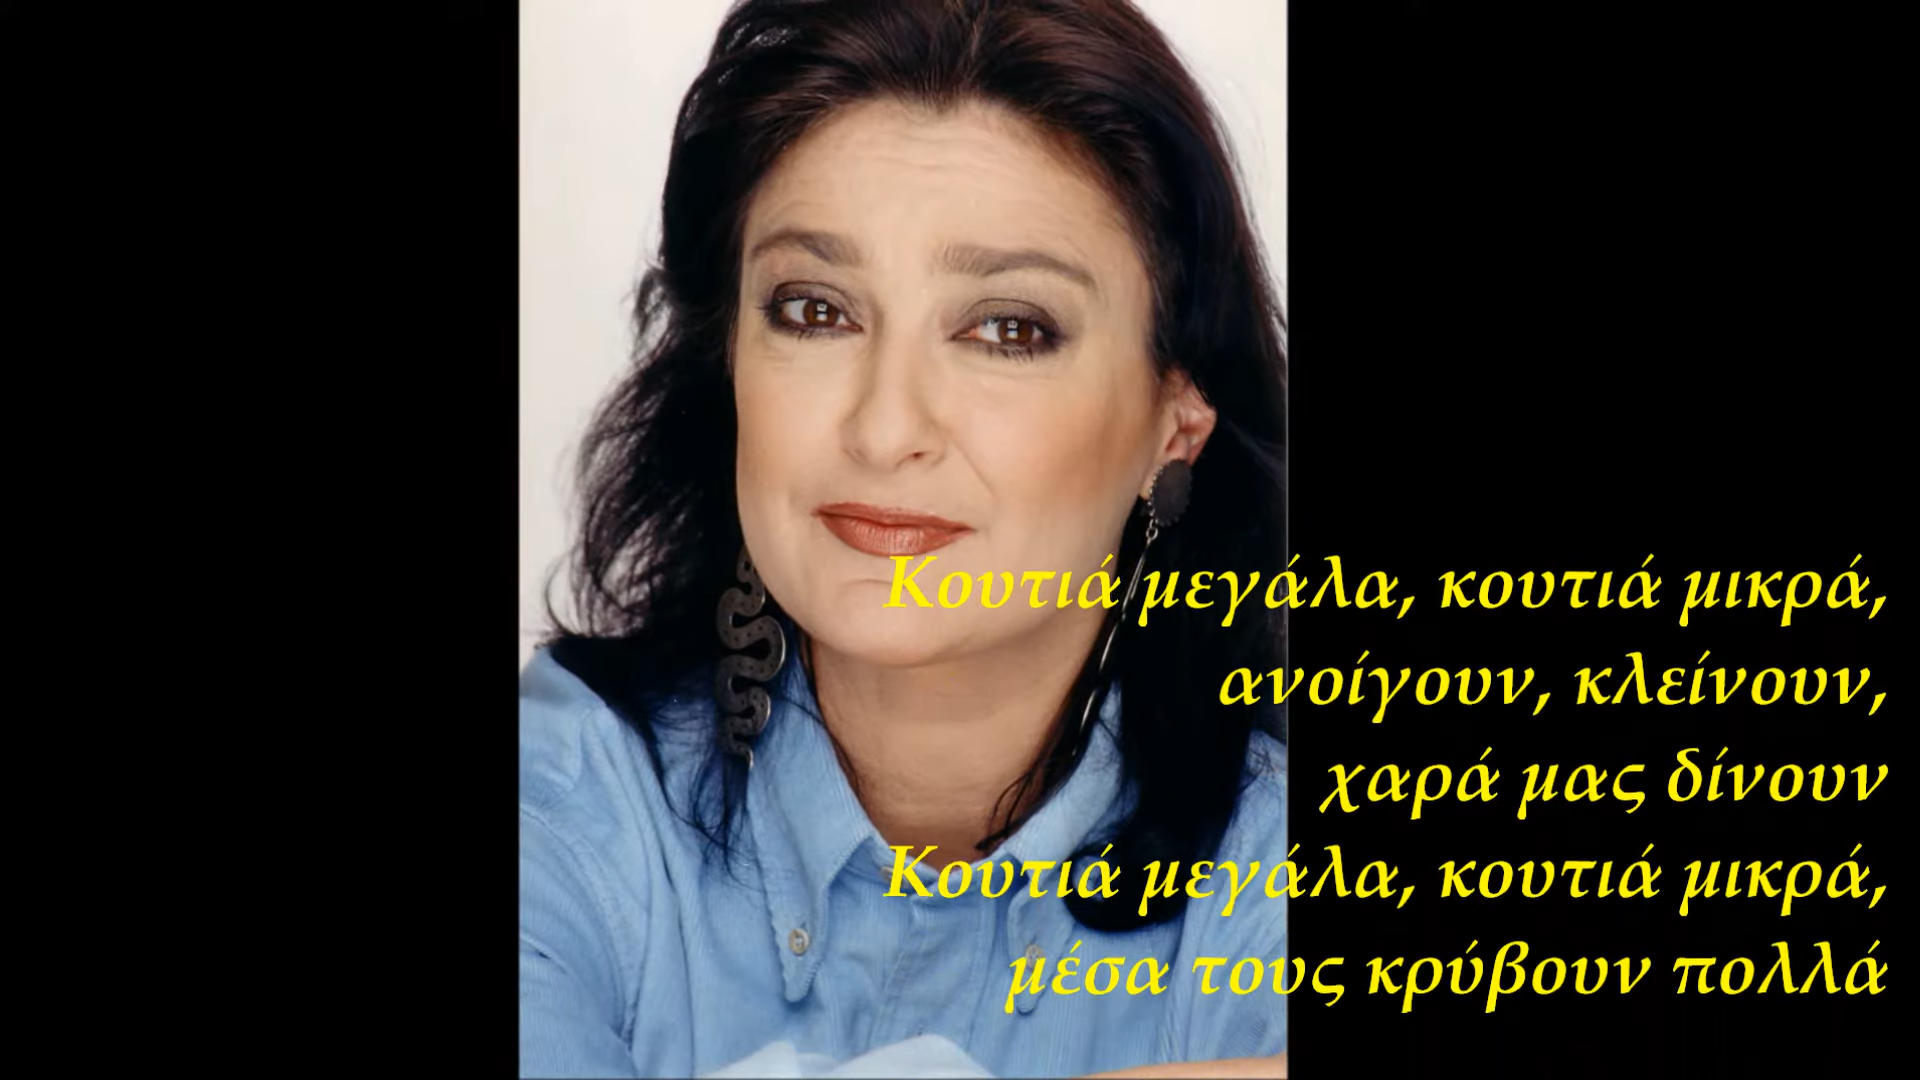 Κουτιά μεγάλα, κουτιά μικρά,
ανοίγουν, κλείνουν,
χαρά μας δίνουν
Κουτιά μεγάλα, κουτιά μικρά,
μέσα τους κρύβουν πολλά